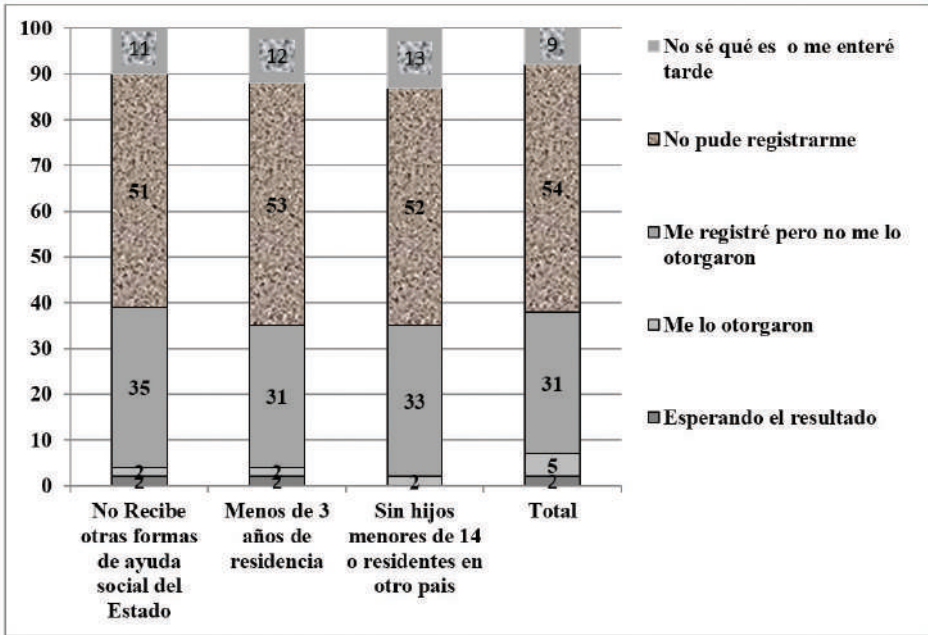 100
90
80
70
60
50
40
30
20
10
0
11
51
35
2
2
12
53
31
2
2
13
52
33
2
9
54
31
5
2
No Recibe
otras formas
de ayuda
social del
Estado
Menos de 3
años de
residencia
Sin hijos
menores de 14
o residentes en
otro pais
Total
No sé qué es o me enteré
tarde
No pude registrarme
Me registré pero no me lo
otorgaron
Me lo otorgaron
Esperando el resultado